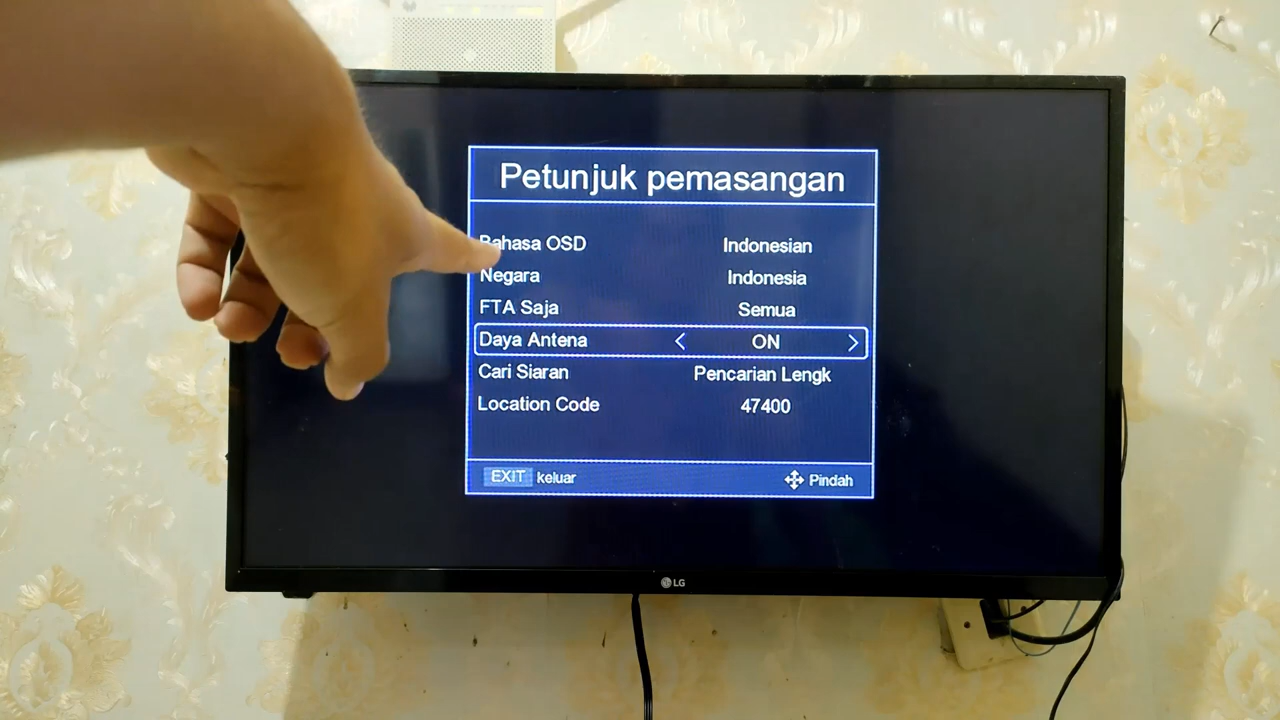 Petunjuk pemasangan
Bahasa OSD Indonesian
Negara Indonesia
FTA Saja Semua
Daya Antena ON
Cari Siaran Pencarian Lengk
Location Code 47400
EXIT keluar Pindah
LG